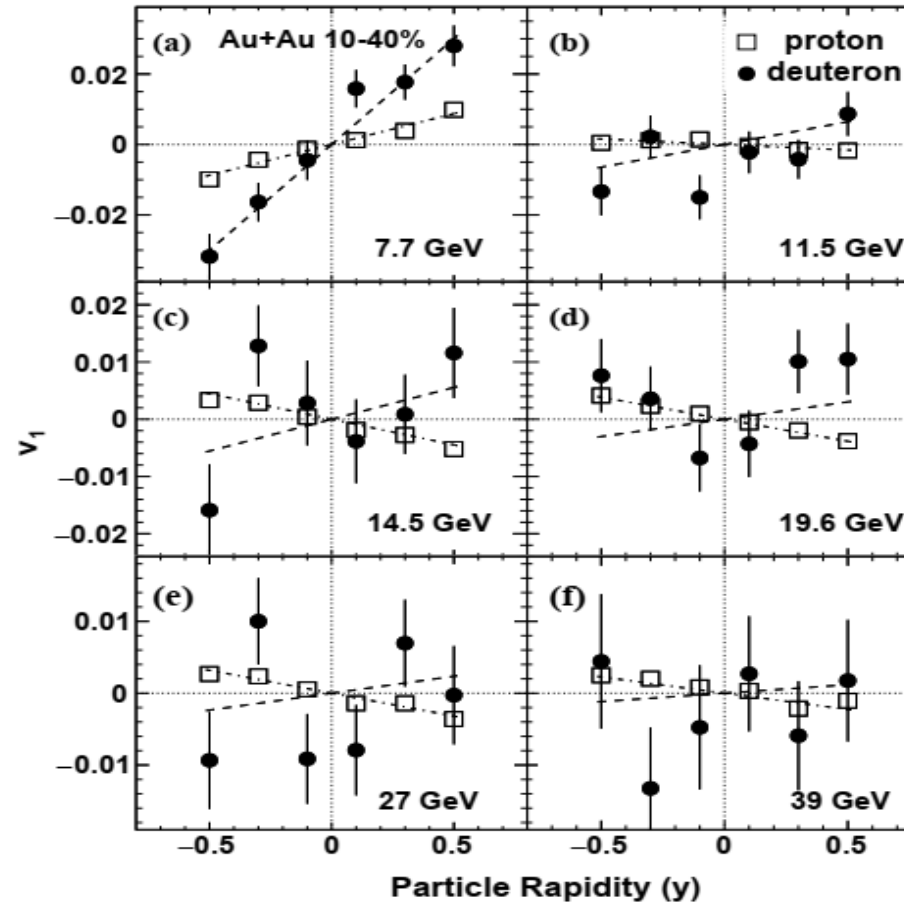 (a) Au+Au 10-40%
(b) proton
deuteron
0.02
0
−0.02
7.7 GeV
11.5 GeV
(c)
(d)
0.02
0.01
0
−0.01
−0.02
14.5 GeV
19.6 GeV
v1
(e)
(f)
0.01
0
−0.01
27 GeV
39 GeV
−0.5 0 0.5
−0.5 0 0.5
Particle Rapidity (y)